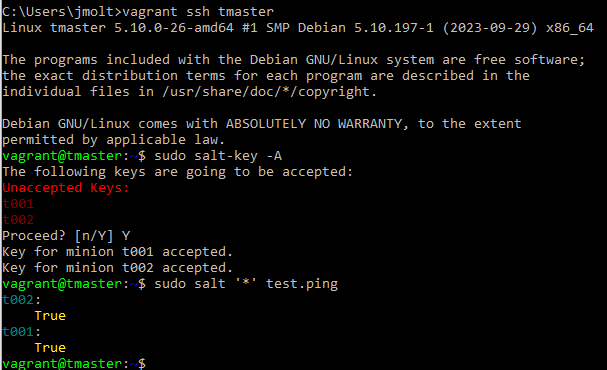 C:\Users\jmolt>vagrant ssh tmaster
Linux tmaster 5.10.0-26-amd64 #1 SMP Debian 5.10.197-1 (2023-09-29) x86_64
The programs included with the Debian GNU/Linux system are free software;
the exact distribution terms for each program are described in the
individual files in /usr/share/doc/*/copyright.
Debian GNU/Linux comes with ABSOLUTELY NO WARRANTY, to the extent
permitted by applicable law.
vagrant@tmaster:~$ sudo salt-key -A
The following keys are going to be accepted:
Unaccepted Keys:
t001
t002
Proceed? [n/Y] Y
Key for minion t001 accepted.
Key for minion t002 accepted.
vagrant@tmaster:~$ sudo salt '*' test.ping
t002:
    True
t001:
    True
vagrant@tmaster:~$